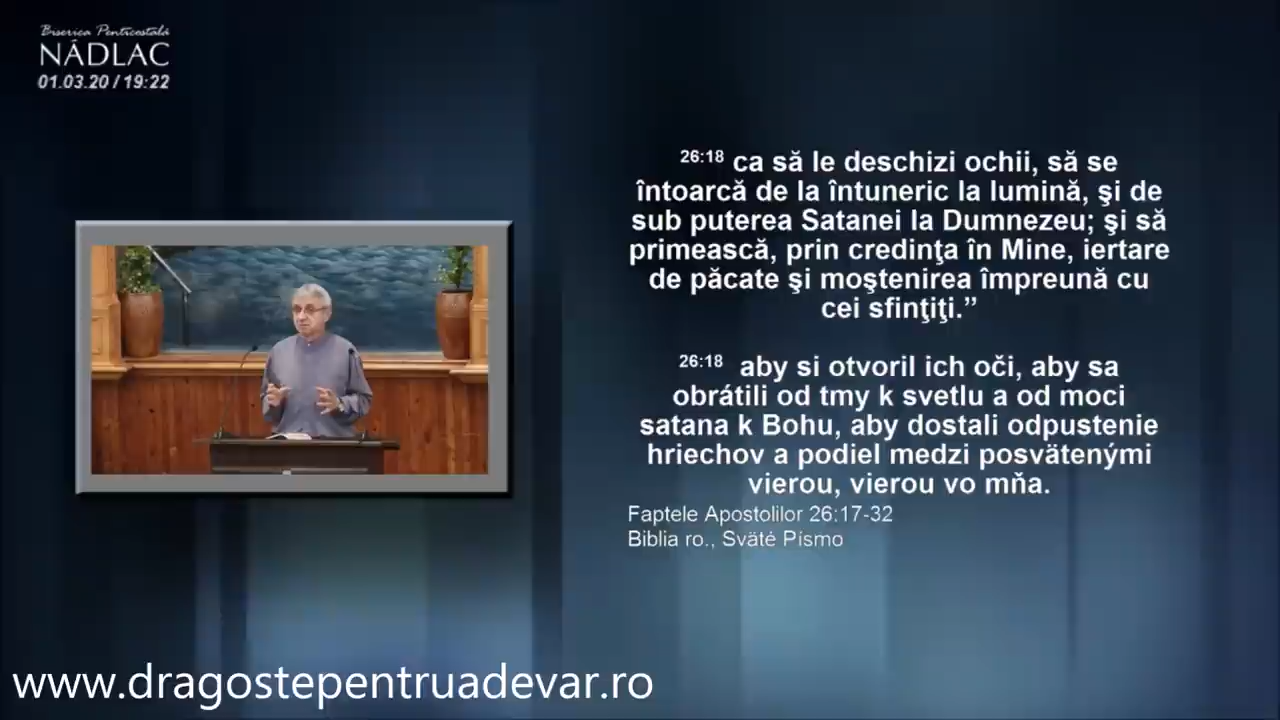 Biserica Penticostală
NĂDLAC
01.03.20 / 19:22
26:18 ca să le deschizi ochii, să se
întoarcă de la întuneric la lumină, şi de
sub puterea Satanei la Dumnezeu; şi să
primească, prin credinţa în Mine, iertare
de păcate şi moştenirea împreună cu
cei sfinţiţi.”
26:18 aby si otvoril ich oči, aby sa
obrátili od tmy k svetlu a od moci
satana k Bohu, aby dostali odpustenie
hriechov a podiel medzi posvätenými
vierou, vierou vo mňa.
Faptele Apostolilor 26:17-32
Biblia ro., Sväté Písmo
www.dragostepentruadevar.ro